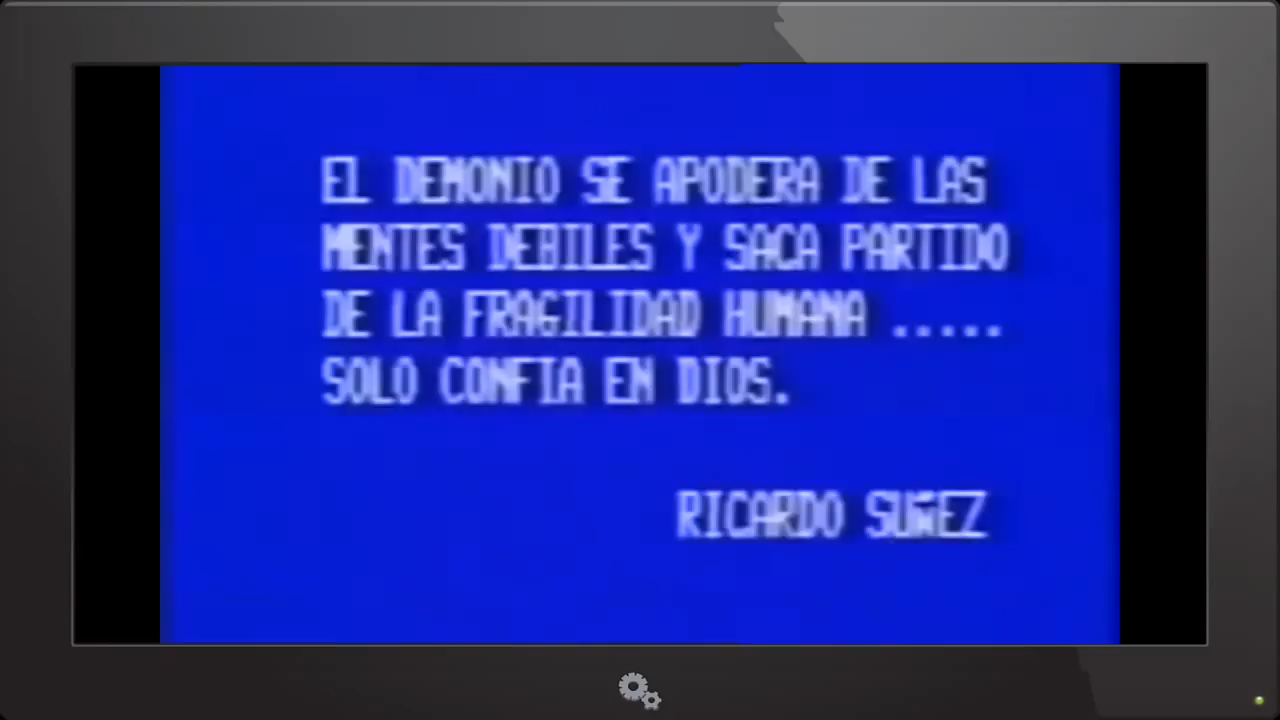 EL DEMONIO SE APODERA DE LAS
MENTES DEBILES Y SACA PARTIDO
DE LA FRAGILIDAD HUMANA .....
SOLO CONFIA EN DIOS.
RICARDO SUÑEZ